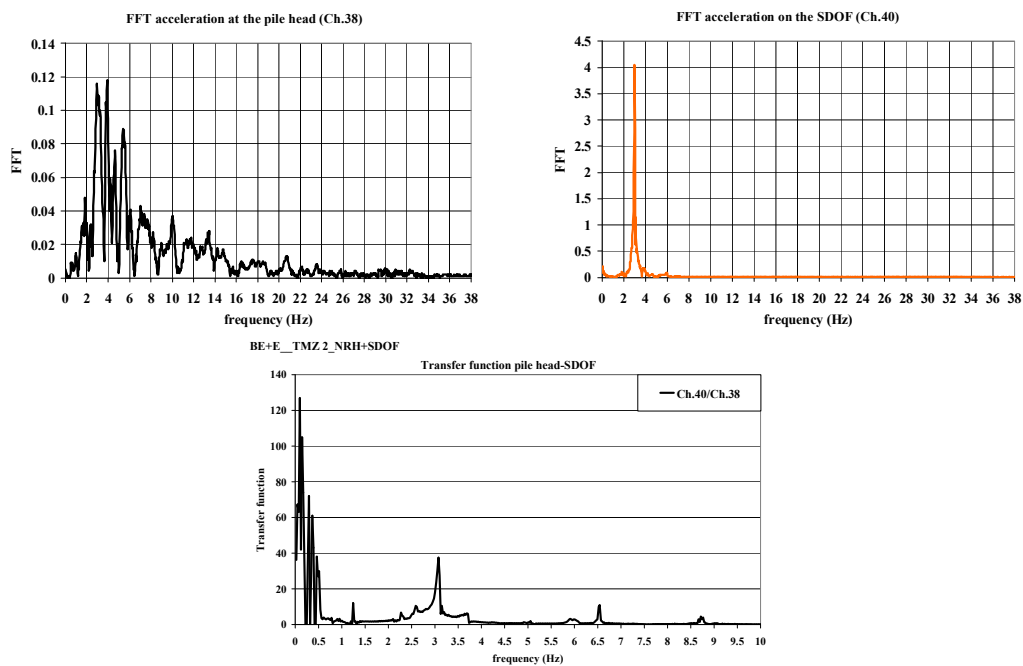 FFT acceleration at the pile head (Ch.38)
0.14
0.12
0.1
0.08
0.06
0.04
0.02
0
FFT
0 2 4 6 8 10 12 14 16 18 20 22 24 26 28 30 32 34 36 38
frequency (Hz)
FFT acceleration on the SDOF (Ch.40)
4.5
4
3.5
3
2.5
2
1.5
1
0.5
0
FFT
0 2 4 6 8 10 12 14 16 18 20 22 24 26 28 30 32 34 36 38
frequency (Hz)
BE+E__TMZ 2_NRH+SDOF
Transfer function pile head-SDOF
140
120
100
80
60
40
20
0
Transfer function
Ch.40/Ch.38
0 0.5 1 1.5 2 2.5 3 3.5 4 4.5 5 5.5 6 6.5 7 7.5 8 8.5 9 9.5 10
frequency (Hz)